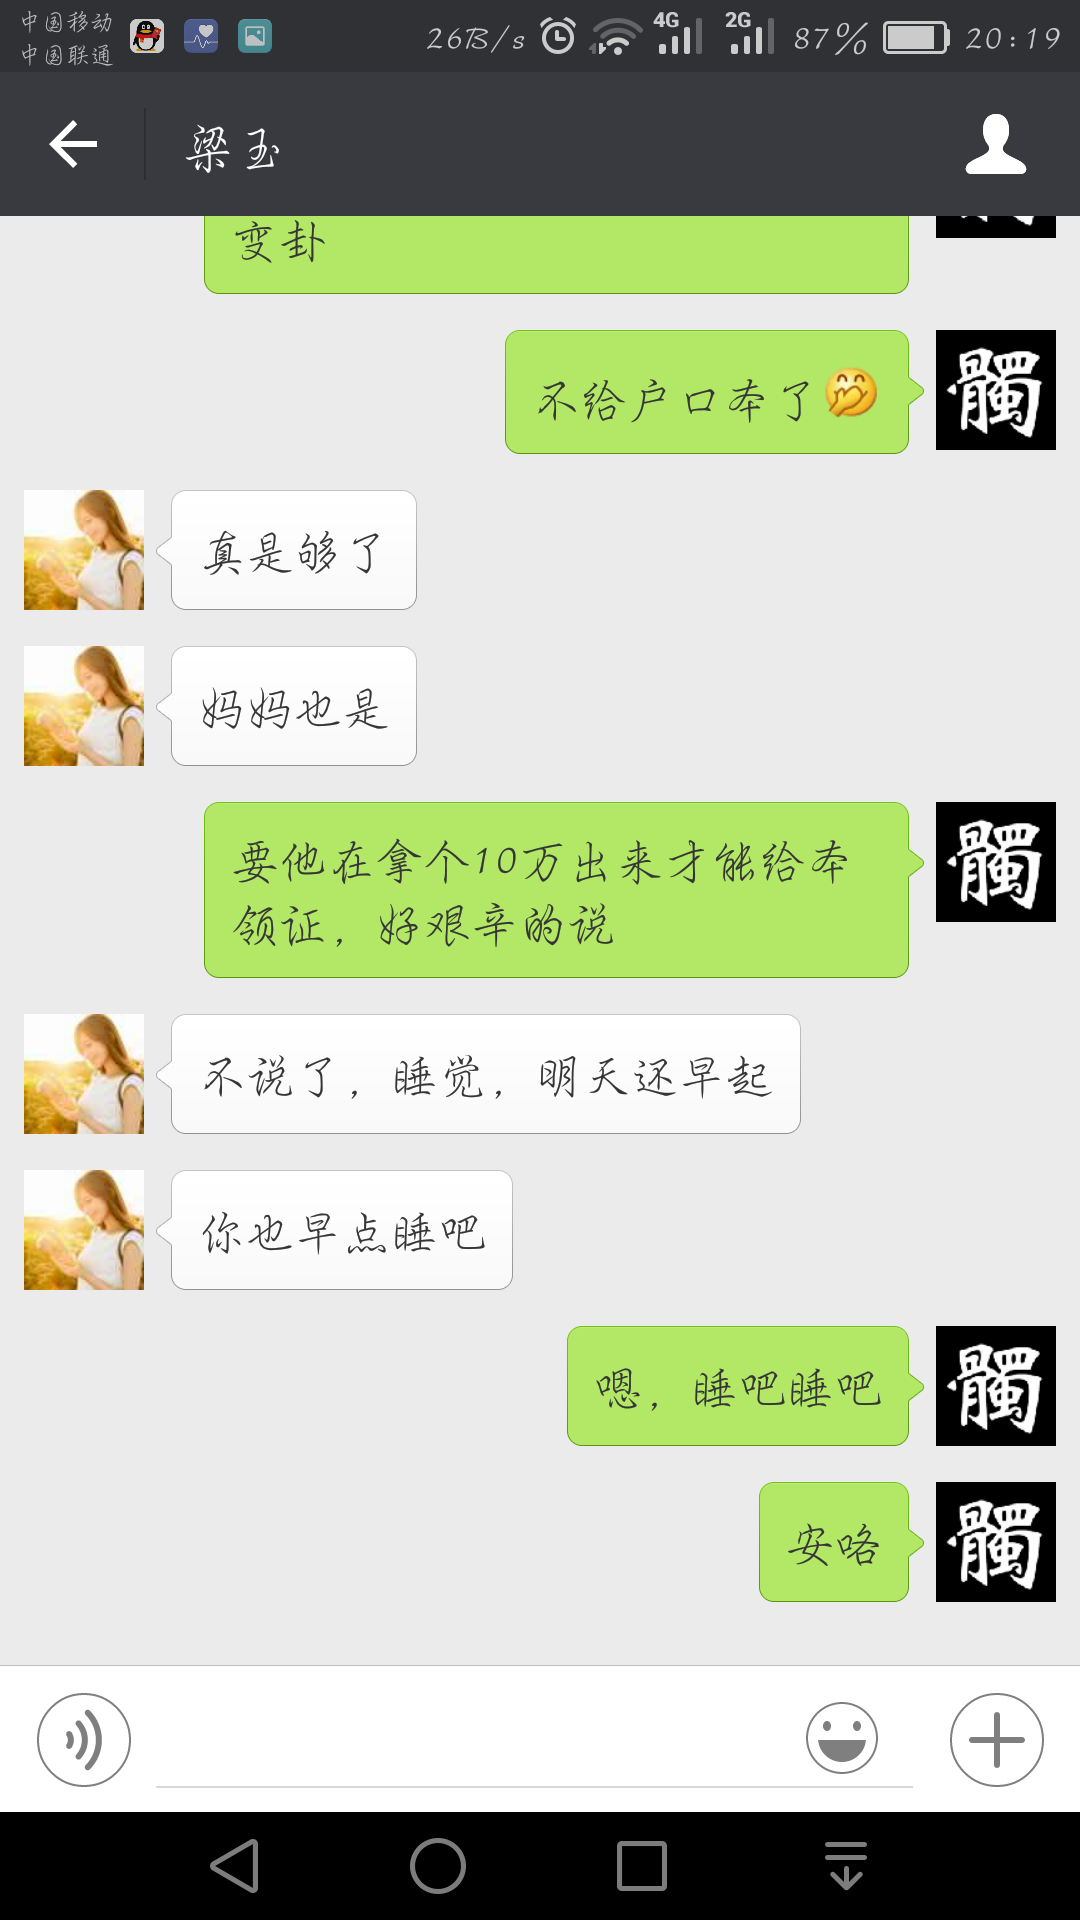 中国移动
中国联通
26B/s
4G
2G
87%
20:19
梁玉
变卦
不给户口本了🤭
髑
真是够了
妈妈也是
要他在拿个10万出来才能给本
领证，好艰辛的说
髑
不说了，睡觉，明天还早起
你也早点睡吧
嗯，睡吧睡吧
髑
安咯
髑